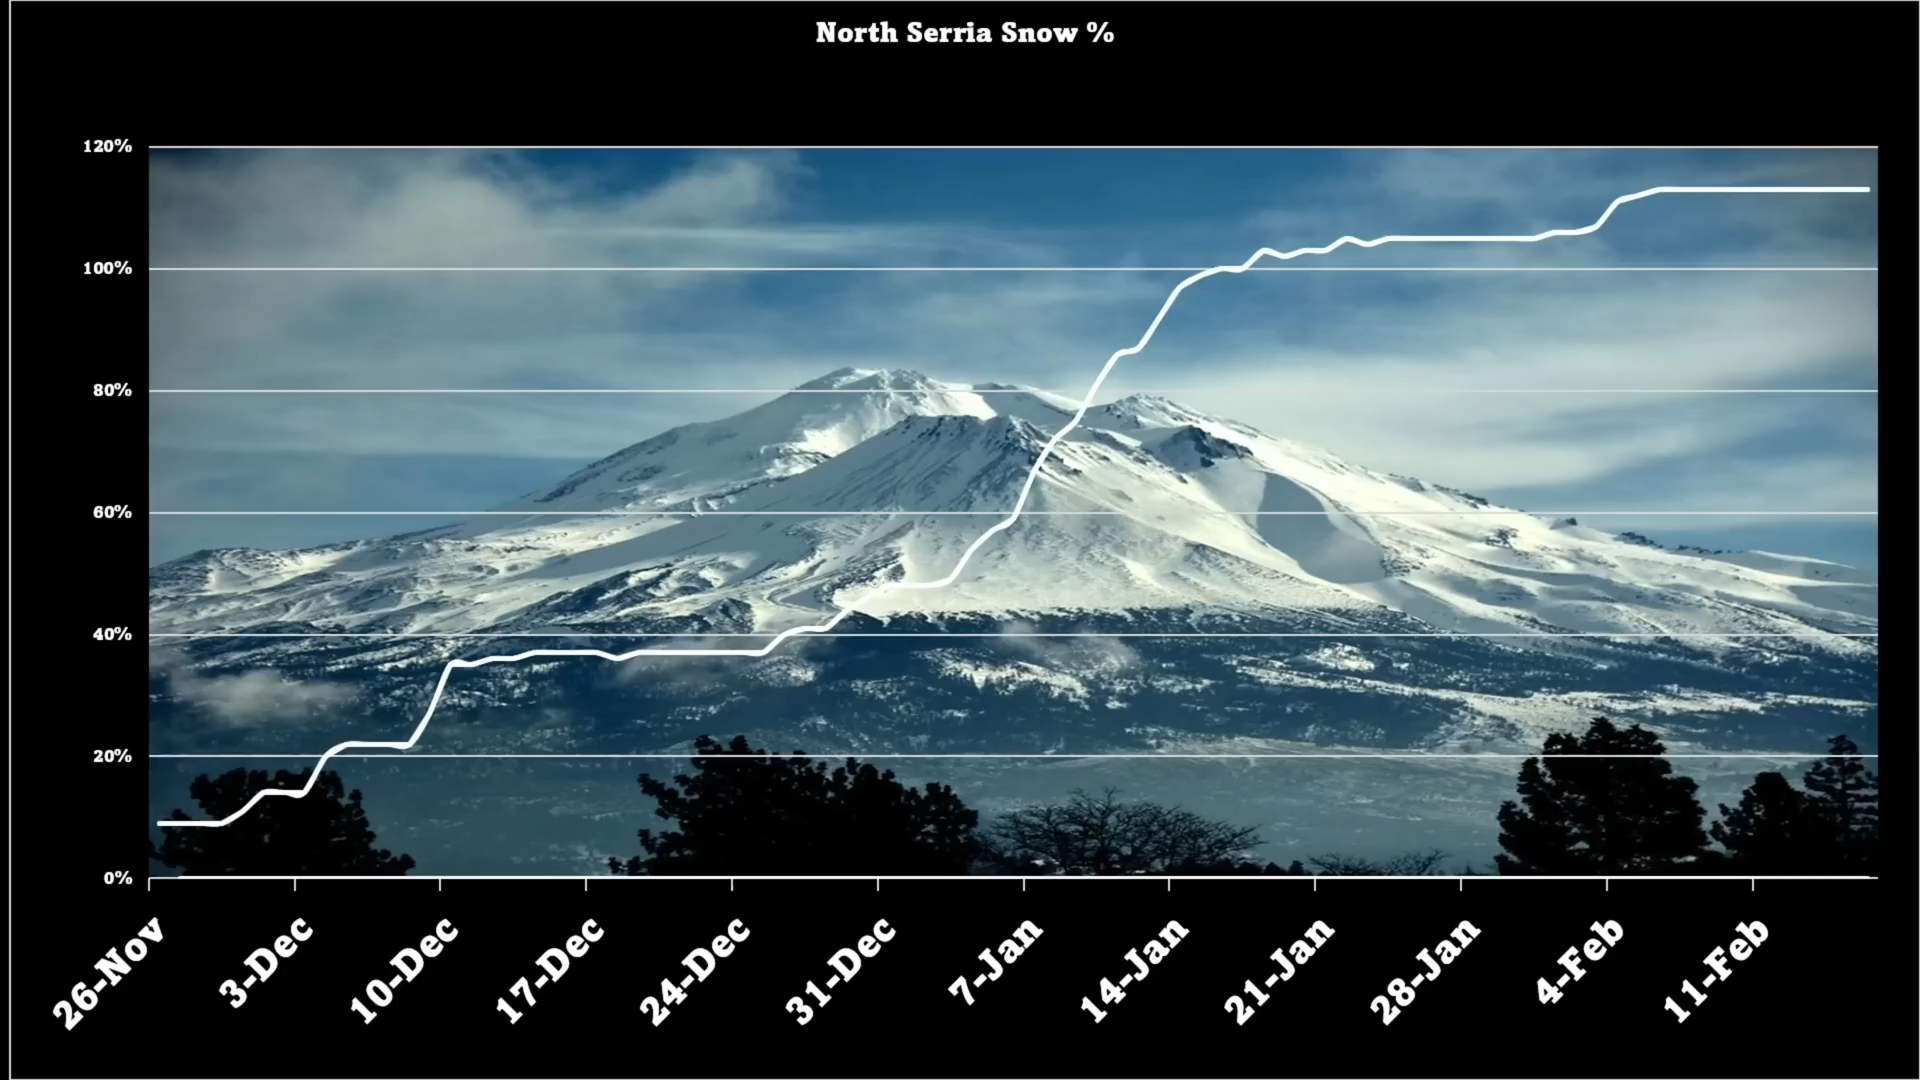 North Serria Snow %
120%
100%
80%
60%
40%
20%
0%
26-Nov
3-Dec
10-Dec
17-Dec
24-Dec
31-Dec
7-Jan
14-Jan
21-Jan
28-Jan
4-Feb
11-Feb